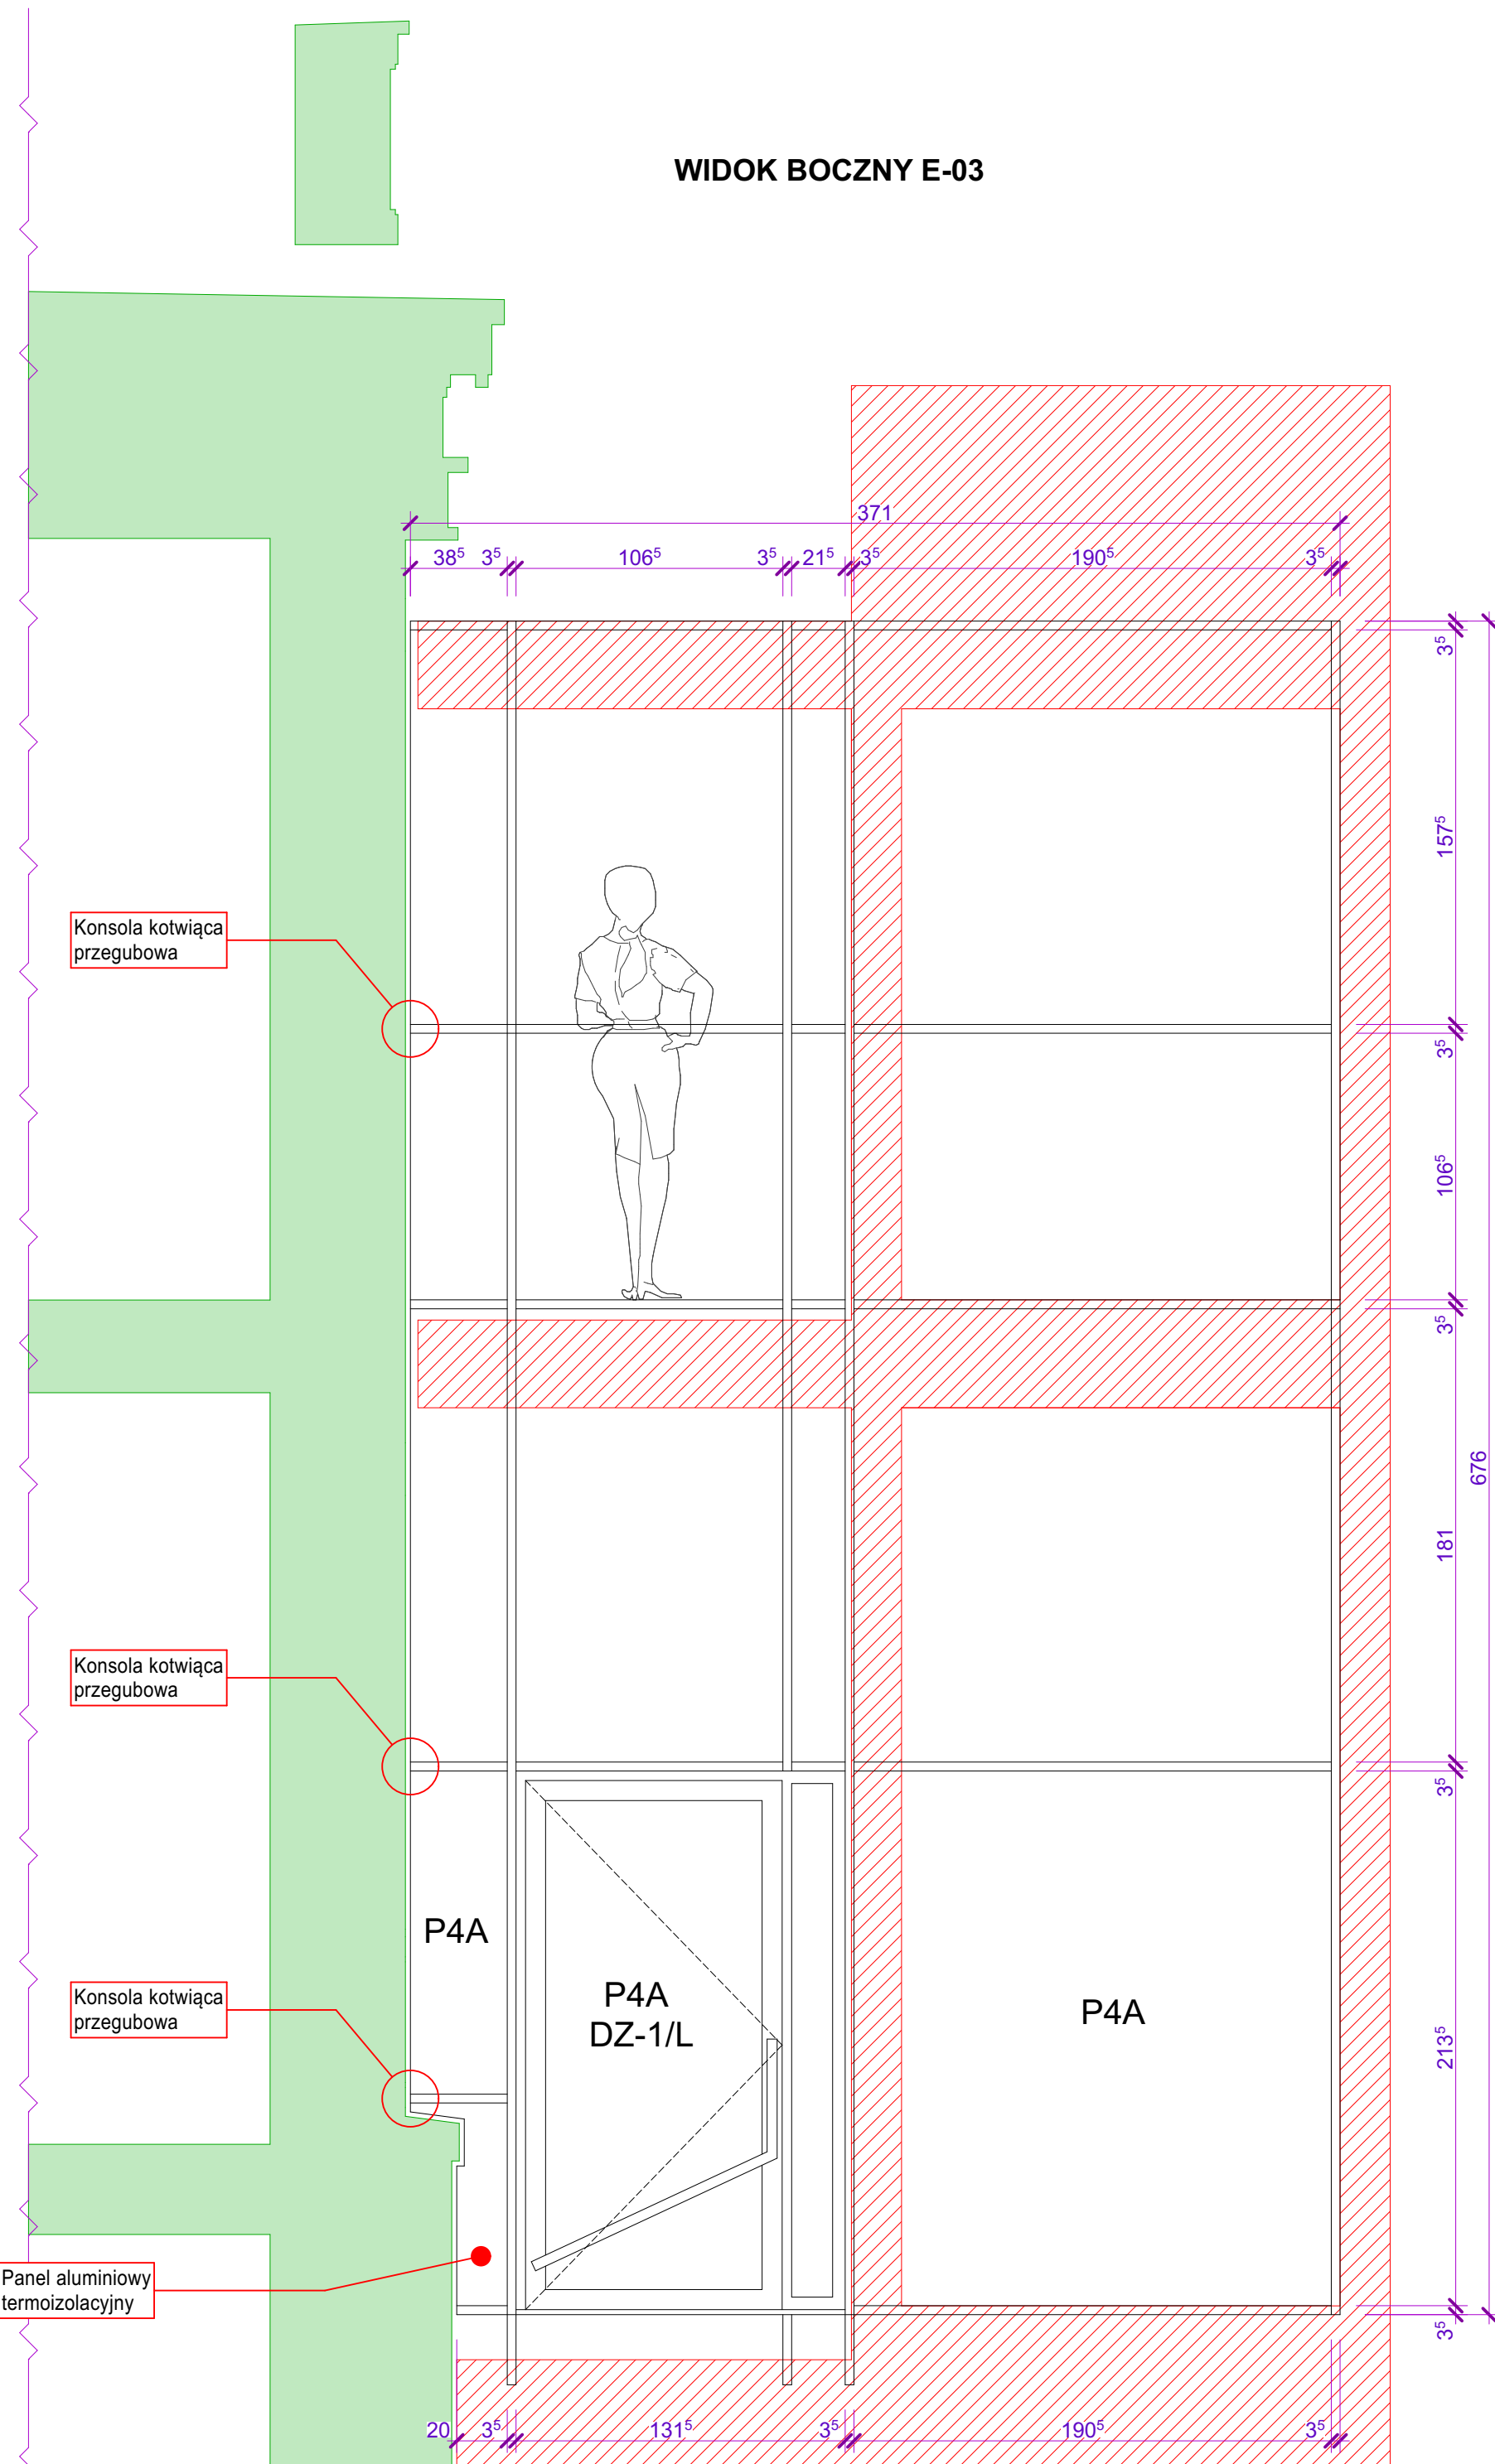 WIDOK BOCZNY E-03
371
38⁵ 3⁵ 106⁵ 3⁵ 21⁵ 3⁵ 190⁵ 3⁵
3⁵
157⁵
Konsola kotwiąca
przegubowa
3⁵
106⁵
3⁵
676
181
Konsola kotwiąca
przegubowa
3⁵
P4A
Konsola kotwiąca
przegubowa
P4A
DZ-1/L
P4A
213⁵
Panel aluminiowy
termoizolacyjny
3⁵
20 3⁵ 131⁵ 3⁵ 190⁵ 3⁵